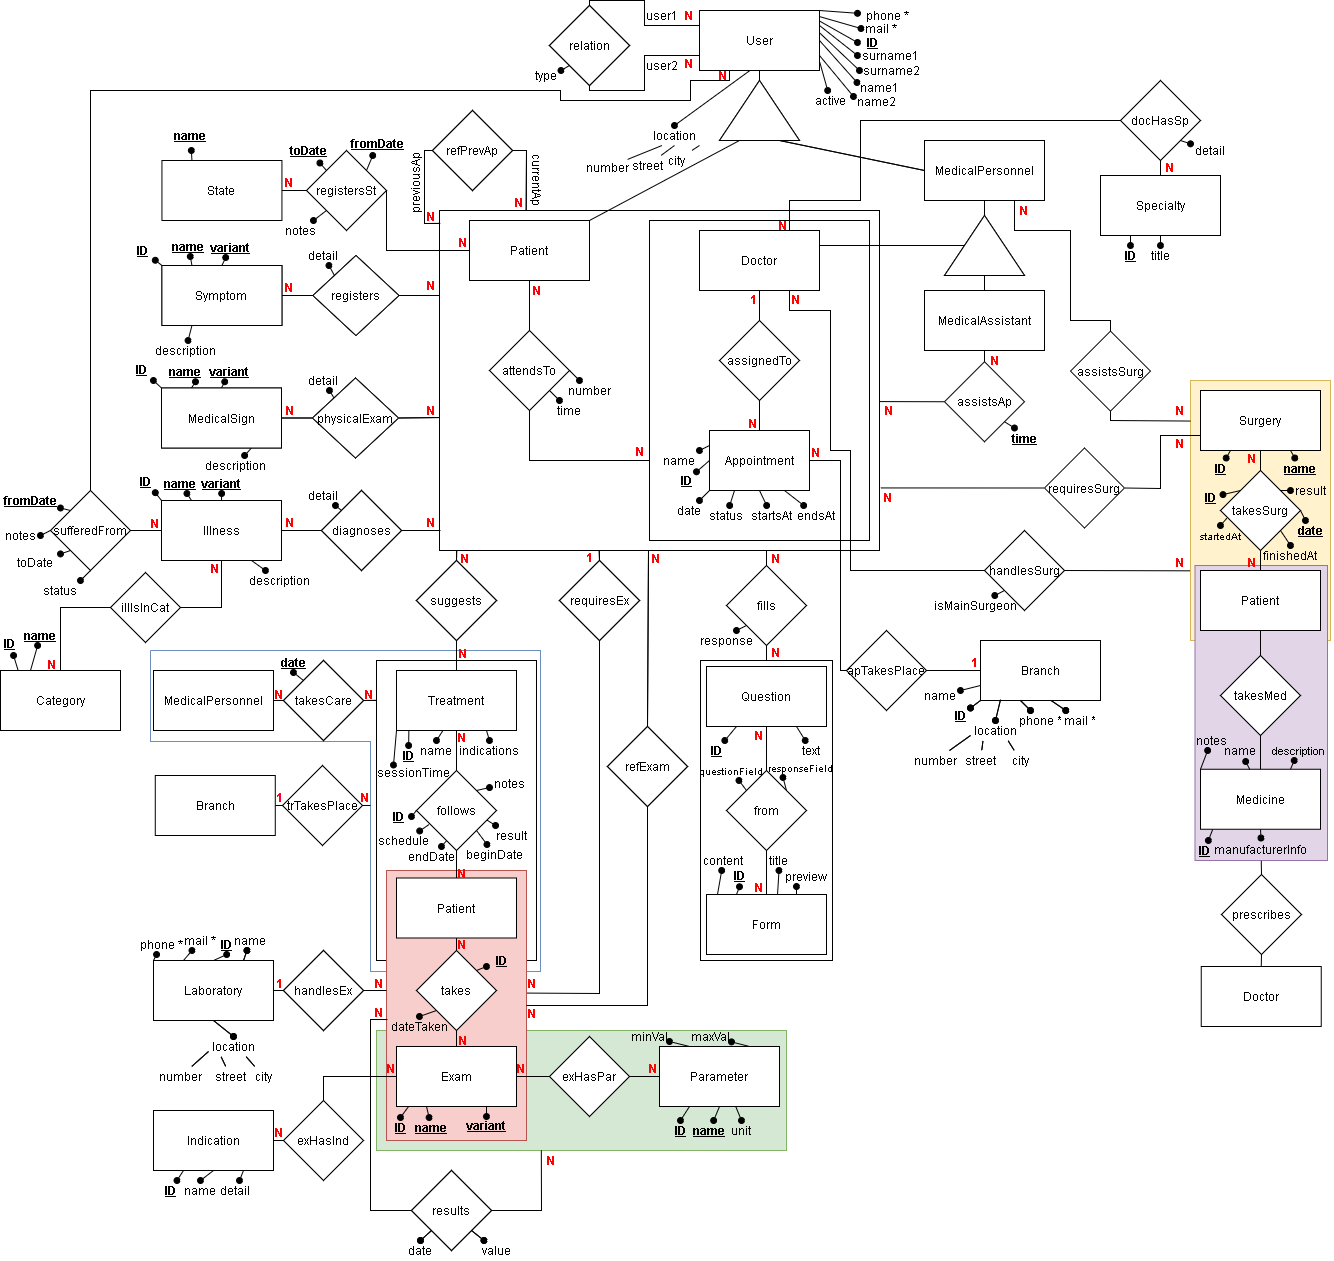 user1 N
relation
user2 N
type
N
User
phone *
mail *
ID
surname1
surname2
name1
name2
active
location
number street city
docHasSp
detail
N
Specialty
ID title
MedicalPersonnel
N
name
State
N
toDate
fromDate
registersSt
notes
refPrevAp
previousAp
currentAp
N
N
N
Patient
N
Doctor
N
1 N
ID name variant
Symptom
description
N
detail
registers
N
MedicalAssistant
N
assistsAp
time
N
assistsSurg
N
attendsTo
number
time
N
assignedTo
N
name
Appointment
ID
date
status startsAt endsAt
N
ID name variant
MedicalSign
description
N
detail
physicalExam
N
Surgery
ID N name
ID
result
takesSurg
startedAt
date
finishedAt
N
Patient
requiresSurg
N
N
fromDate
sufferedFrom
notes
toDate
status
N
ID name variant
Illness
description
N
N
detail
diagnoses
N
illIsInCat
handlesSurg
isMainSurgeon
N
ID
name
N
Category
N
suggests
N
1
requiresEx
N
N
fills
response
N
apTakesPlace
1
Branch
name
ID
location
phone * mail *
number street city
MedicalPersonnel
N
date
takesCare
N
Treatment
ID
name
indications
sessionTime
N
refExam
Question
ID
N
text
questionField
responseField
from
takesMed
notes
name
description
Medicine
ID manufacturerInfo
Branch
1
trTakesPlace
N
notes
follows
ID
schedule
result
endDate
beginDate
N
Patient
N
content
title
ID
preview
N
Form
prescribes
Doctor
phone * mail * ID name
Laboratory
1
handlesEx
N
location
number street city
N
ID
takes
dateTaken
N
N
N
N
Exam
N
ID name variant
exHasPar
minVal
maxVal
N
Parameter
ID name unit
Indication
N
exHasInd
ID name detail
N
results
date
value